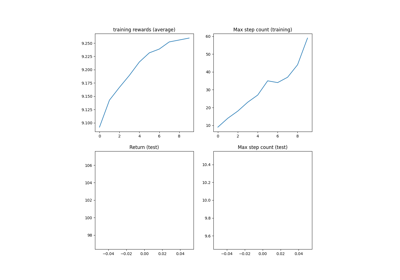 training rewards (average)
9.250
9.225
9.200
9.175
9.150
9.125
9.100
0 2 4 6 8
Max step count (training)
60
50
40
30
20
10
0 2 4 6 8
Return (test)
106
104
102
100
98
−0.04 −0.02 0.00 0.02 0.04
Max step count (test)
10.4
10.2
10.0
9.8
9.6
−0.04 −0.02 0.00 0.02 0.04